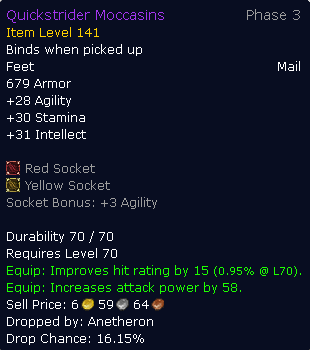 Quickstrider Moccasins Phase 3
Item Level 141
Binds when picked up
Feet Mail
679 Armor
+28 Agility
+30 Stamina
+31 Intellect
Red Socket
Yellow Socket
Socket Bonus: +3 Agility
Durability 70 / 70
Requires Level 70
Equip: Improves hit rating by 15 (0.95% @ L70).
Equip: Increases attack power by 58.
Sell Price: 6 59 64
Dropped by: Anetheron
Drop Chance: 16.15%